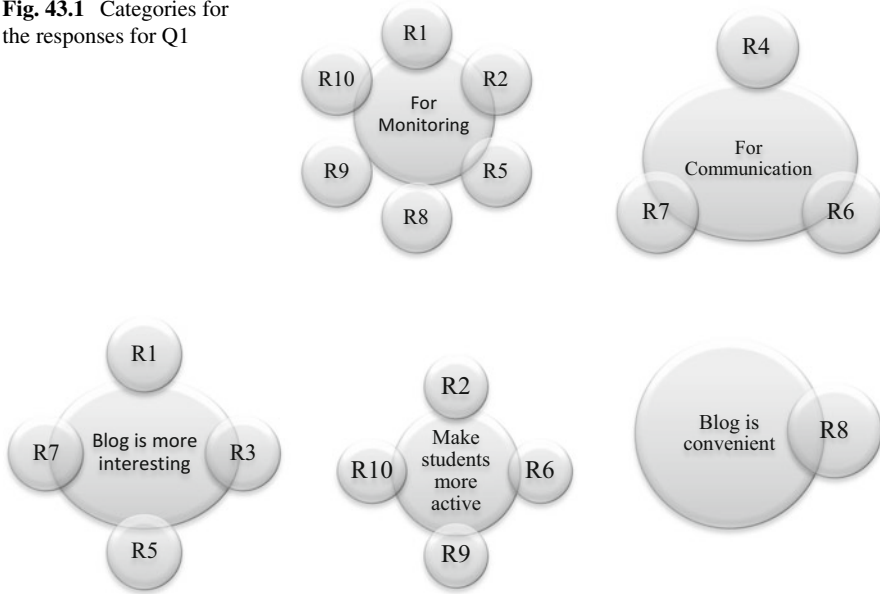 Fig. 43.1 Categories for
the responses for Q1
R1
R10
R2
For
Monitoring
R9
R5
R8
R4
For
Communication
R7
R6
R1
R7
Blog is more
interesting
R3
R5
R2
R10
Make
students
more
active
R6
R9
Blog is
convenient
R8